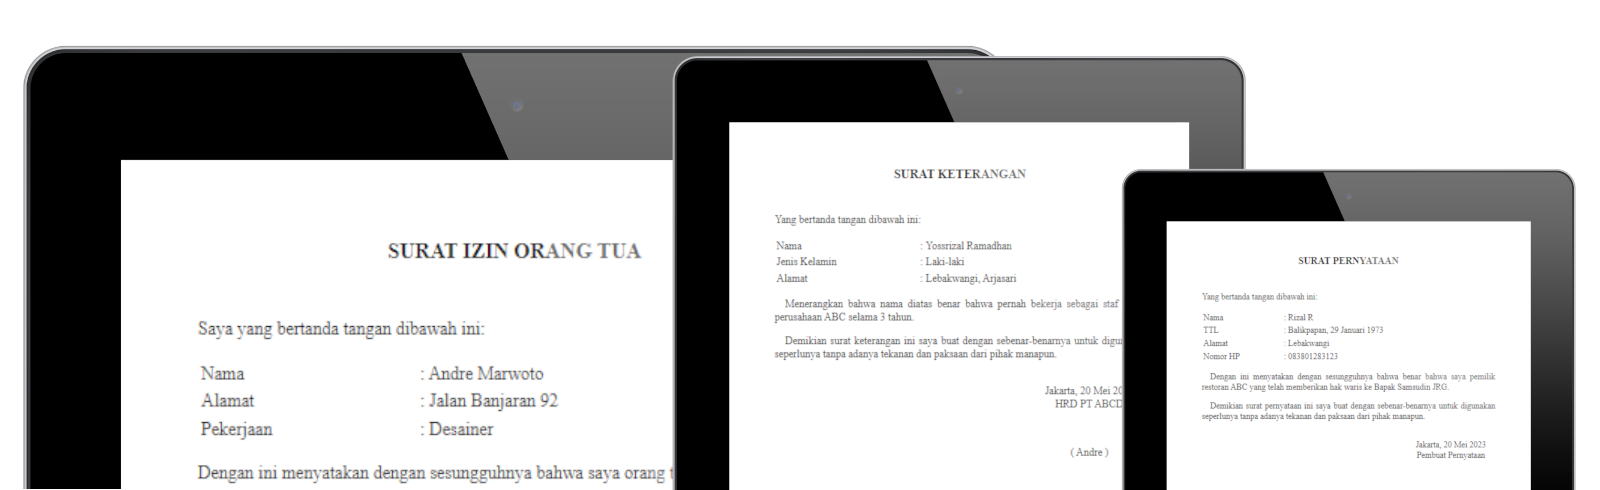 SURAT IZIN ORANG TUA
Saya yang bertanda tangan dibawah ini:
Nama : Andre Marwoto
Alamat : Jalan Banjaran 92
Pekerjaan : Desainer
Dengan ini menyatakan dengan sesungguhnya bahwa saya orang
SURAT KETERANGAN
Yang bertanda tangan dibawah ini:
Nama : Yossrizal Ramadhan
Jenis Kelamin : Laki-laki
Alamat : Lebakwangi, Arjasari
Menerangkan bahwa nama diatas benar bahwa pernah bekerja sebagai staf
perusahaan ABC selama 3 tahun.
Demikian surat keterangan ini saya buat dengan sebenar-benarnya untuk
seperlunya tanpa adanya tekanan dan paksaan dari pihak manapun.
Jakarta, 20 Mei
HRD PT ABCD
( Andre )
SURAT PERNYATAAN
Yang bertanda tangan dibawah ini:
Nama : Rizal R
TTL : Balikpapan, 29 Januari 1973
Alamat : Lebakwangi
Nomor HP : 083801283123
Dengan ini menyatakan dengan sesungguhnya bahwa benar bahwa saya pemilik
restoran ABC yang telah memberikan hak waris ke Bapak Samsudin JRG.
Demikian surat pernyataan ini saya buat dengan sebenar-benarnya untuk digunakan
seperlunya tanpa adanya tekanan dan paksaan dari pihak manapun.
Jakarta, 20 Mei 2023
Pembuat Pernyataan